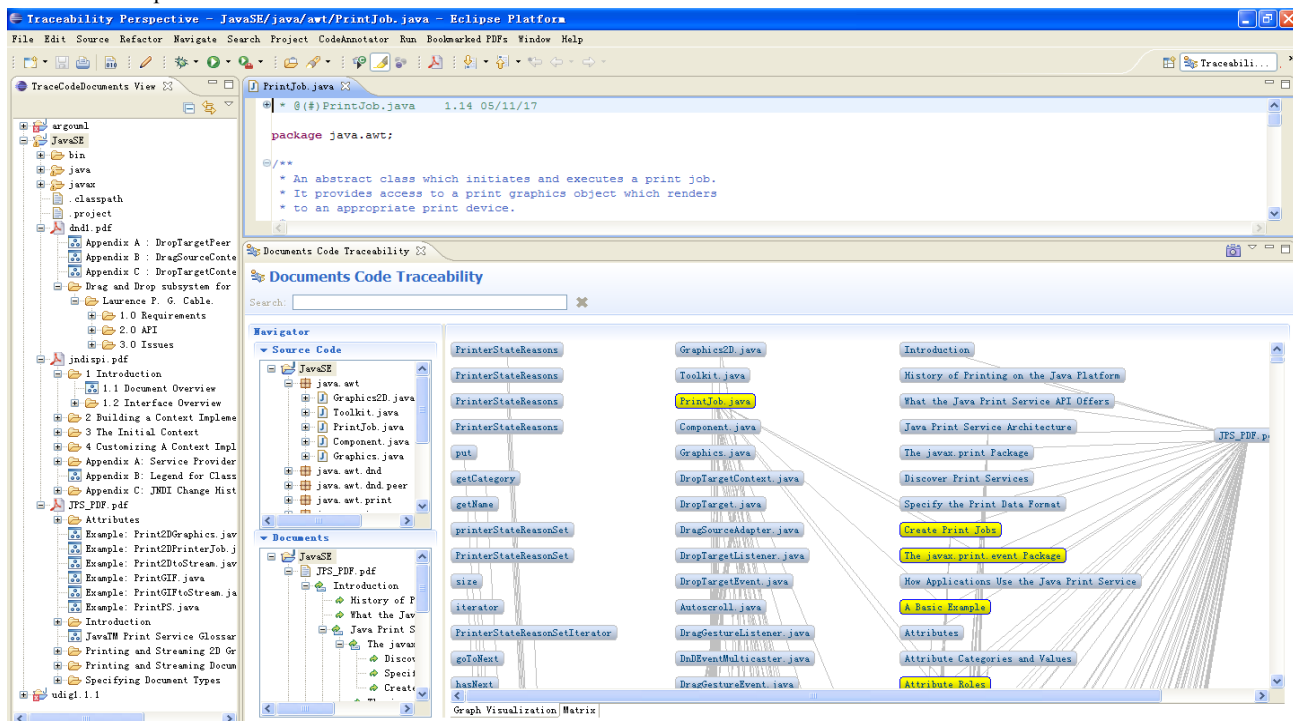 Traceability Perspective - JavaSE/java/awt/PrintJob.java - Eclipse Platform
File Edit Source Refactor Navigate Search Project CodeAnnotator Run Bookmarked PDFs Window Help
Traceabili...
TraceCodeDocuments View
argouml
JavaSE
bin
java
javax
.classpath
.project
dnd1.pdf
Appendix A : DropTargetPeer
Appendix B : DragSourceConte
Appendix C : DropTargetConte
Drag and Drop subsystem for
Laurence P. G. Cable.
1.0 Requirements
2.0 API
3.0 Issues
jndispi.pdf
1 Introduction
1.1 Document Overview
1.2 Interface Overview
2 Building a Context Impleme
3 The Initial Context
4 Customizing A Context Impl
Appendix A: Service Provider
Appendix B: Legend for Class
Appendix C: JNDI Change Hist
JPS_PDF.pdf
Attributes
Example: Print2DGraphics.jav
Example: Print2DPrinterJob.j
Example: Print2DtoStream.jav
Example: PrintGIF.java
Example: PrintGIFtoStream.ja
Example: PrintPS.java
Introduction
JavaTM Print Service Glossar
Printing and Streaming 2D Gr
Printing and Streaming Docum
Specifying Document Types
udig1.1.1
PrintJob.java
* @(#)PrintJob.java 1.14 05/11/17
package java.awt;
/**
* An abstract class which initiates and executes a print job.
* It provides access to a print graphics object which renders
* to an appropriate print device.
Documents Code Traceability
Documents Code Traceability
Search:
Navigator
Source Code
JavaSE
java.awt
Graphics2D.java
Toolkit.java
PrintJob.java
Component.java
Graphics.java
java.awt.dnd
java.awt.dnd.peer
java.awt.print
Documents
JavaSE
JPS_PDF.pdf
Introduction
History of P
What the Jav
Java Print S
The javax
Discov
Specif
Create
PrinterStateReasons
PrinterStateReasons
PrinterStateReasons
PrinterStateReasons
put
getCategory
getName
printerStateReasonSet
PrinterStateReasonSet
size
iterator
PrinterStateReasonSetIterator
goToNext
hasNext
Graphics2D.java
Toolkit.java
PrintJob.java
Component.java
Graphics.java
DropTargetContext.java
DropTarget.java
DragSourceAdapter.java
DropTargetListener.java
DropTargetEvent.java
Autoscroll.java
DragGestureListener.java
DnDEventMulticaster.java
DragGestureEvent.java
Introduction
History of Printing on the Java Platform
What the Java Print Service API Offers
Java Print Service Architecture
The javax.print Package
Discover Print Services
Specify the Print Data Format
Create Print Jobs
The javax.print.event Package
How Applications Use the Java Print Service
A Basic Example
Attributes
Attribute Categories and Values
Attribute Roles
JPS_PDF.p
Graph Visualization Matrix